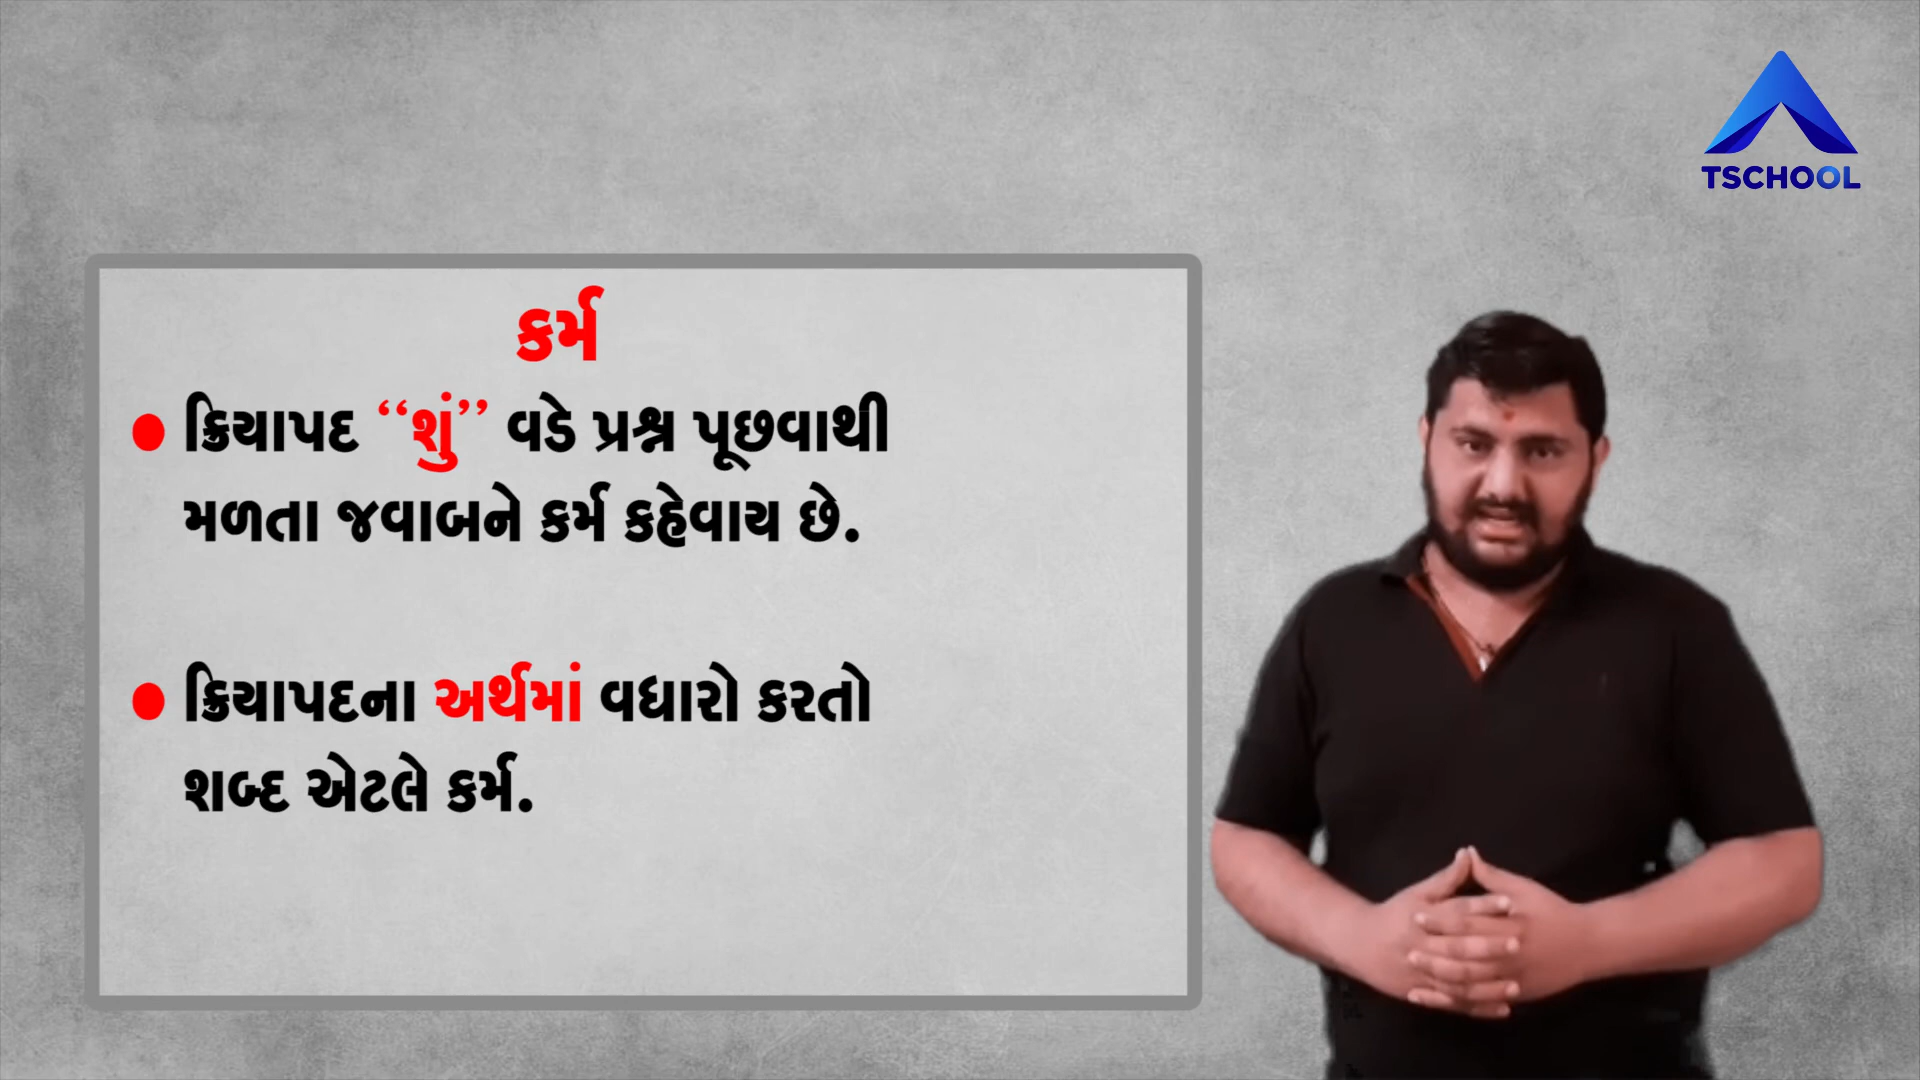 TSCHOOL
કર્મ
● ક્રિયાપદ “શું” વડે પ્રશ્ન પૂછવાથી
મળતા જવાબને કર્મ કહેવાય છે.
● ક્રિયાપદના અર્થમાં વધારો કરતો
શબ્દ એટલે કર્મ.